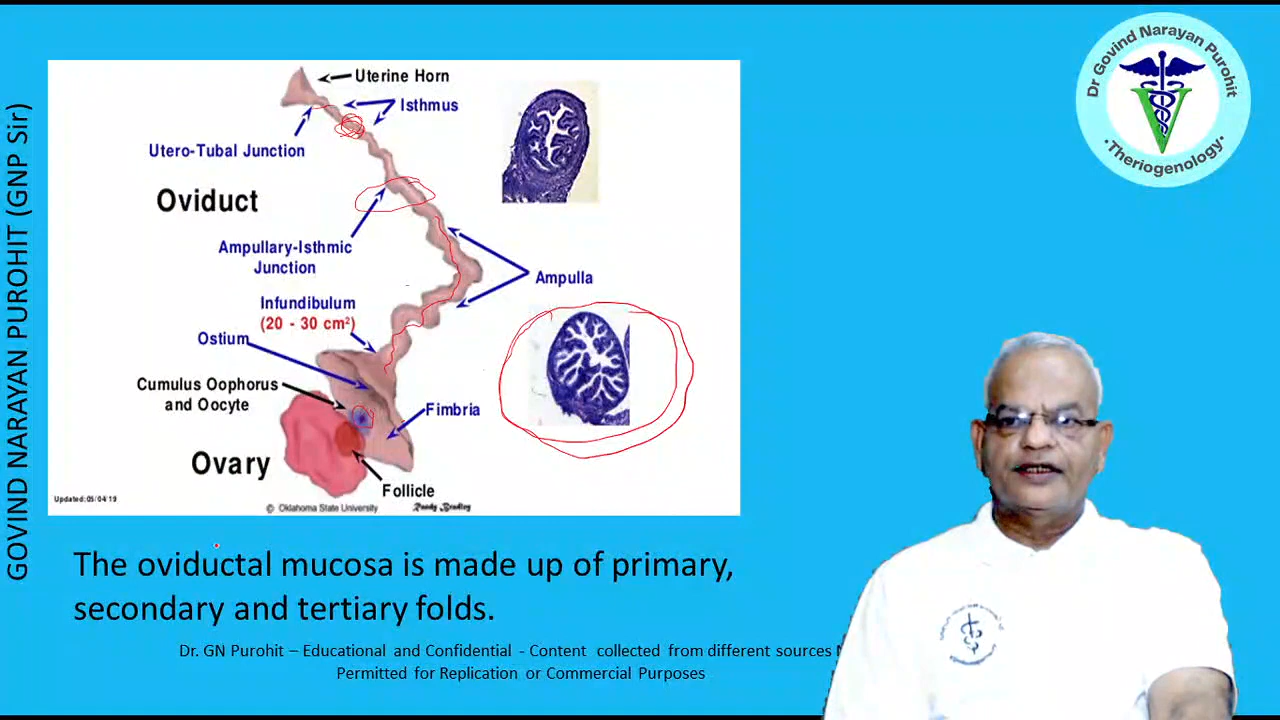 GOVIND NARAYAN PUROHIT (GNP Sir)
Dr Govind Narayan Purohit
·Theriogenology·
Uterine Horn
Isthmus
Utero-Tubal Junction
Oviduct
Ampullary-Isthmic
Junction
Ampulla
Infundibulum
(20 - 30 cm²)
Ostium
Cumulus Oophorus
and Oocyte
Fimbria
Ovary
Follicle
Updated: 05/04/19
© Oklahoma State University
Randy Bradley
The oviductal mucosa is made up of primary,
secondary and tertiary folds.
Dr. GN Purohit – Educational and Confidential - Content collected from different sources
Permitted for Replication or Commercial Purposes